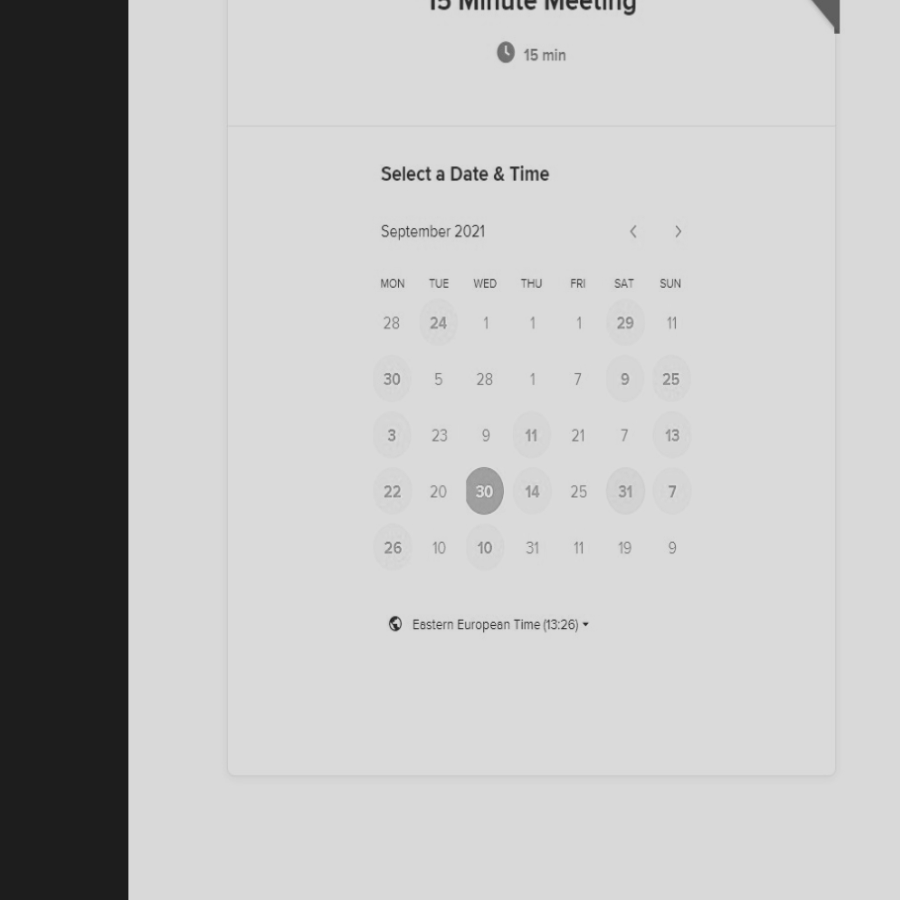 15 Minute Meeting
15 min
Select a Date & Time
September 2021
MON TUE WED THU FRI SAT SUN
28 24 1 1 1 29 11
30 5 28 1 7 9 25
3 23 9 11 21 7 13
22 20 30 14 25 31 7
26 10 10 31 11 19 9
Eastern European Time (13:26)